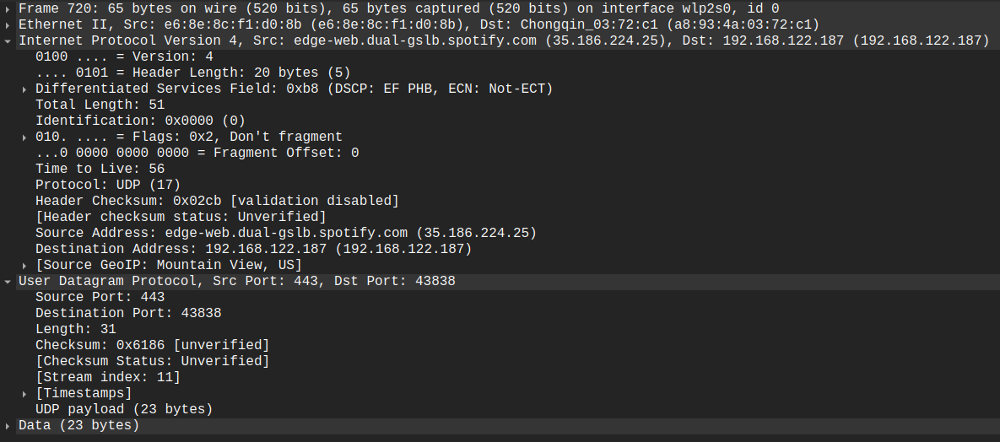 Frame 720: 65 bytes on wire (520 bits), 65 bytes captured (520 bits) on interface wlp2s0, id 0
Ethernet II, Src: e6:8e:8c:f1:d0:8b (e6:8e:8c:f1:d0:8b), Dst: Chongqin_03:72:c1 (a8:93:4a:03:72:c1)
Internet Protocol Version 4, Src: edge-web.dual-gslb.spotify.com (35.186.224.25), Dst: 192.168.122.187 (192.168.122.187)
0100 .... = Version: 4
.... 0101 = Header Length: 20 bytes (5)
Differentiated Services Field: 0xb8 (DSCP: EF PHB, ECN: Not-ECT)
Total Length: 51
Identification: 0x0000 (0)
010. .... = Flags: 0x2, Don't fragment
...0 0000 0000 0000 = Fragment Offset: 0
Time to Live: 56
Protocol: UDP (17)
Header Checksum: 0x02cb [validation disabled]
[Header checksum status: Unverified]
Source Address: edge-web.dual-gslb.spotify.com (35.186.224.25)
Destination Address: 192.168.122.187 (192.168.122.187)
[Source GeoIP: Mountain View, US]
User Datagram Protocol, Src Port: 443, Dst Port: 43838
Source Port: 443
Destination Port: 43838
Length: 31
Checksum: 0x6186 [unverified]
[Checksum Status: Unverified]
[Stream index: 11]
[Timestamps]
UDP payload (23 bytes)
Data (23 bytes)